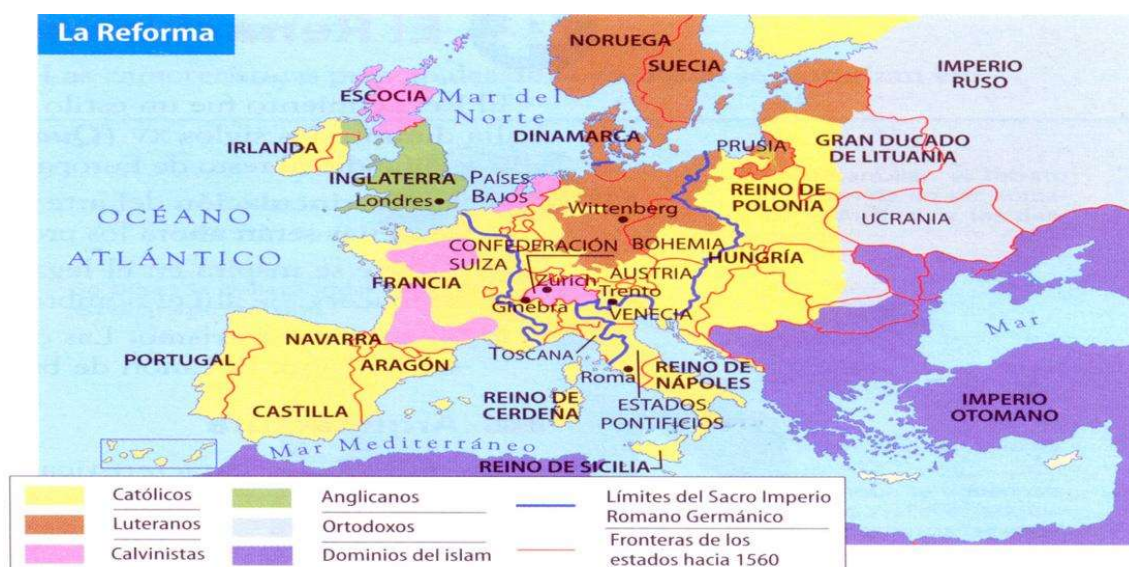 La Reforma
NORUEGA
SUECIA
IMPERIO
RUSO
ESCOCIA
Mar del
Norte
DINAMARCA
IRLANDA
PRUSIA
GRAN DUCADO
DE LITUANIA
INGLATERRA
Londres
PAÍSES
BAJOS
REINO DE
POLONIA
Wittenberg
UCRANIA
OCÉANO
ATLÁNTICO
CONFEDERACIÓN
SUIZA
BOHEMIA
HUNGRÍA
FRANCIA
AUSTRIA
Zúrich
Ginebra
Trento
VENECIA
Mar
NAVARRA
TOSCANA
PORTUGAL
ARAGÓN
Roma
REINO DE
NÁPOLES
CASTILLA
REINO DE
CERDEÑA
ESTADOS
PONTIFICIOS
IMPERIO
OTOMANO
Mar Mediterráneo
REINO DE SICILIA
Católicos
Luteranos
Calvinistas
Anglicanos
Ortodoxos
Dominios del islam
Límites del Sacro Imperio
Romano Germánico
Fronteras de los
estados hacia 1560